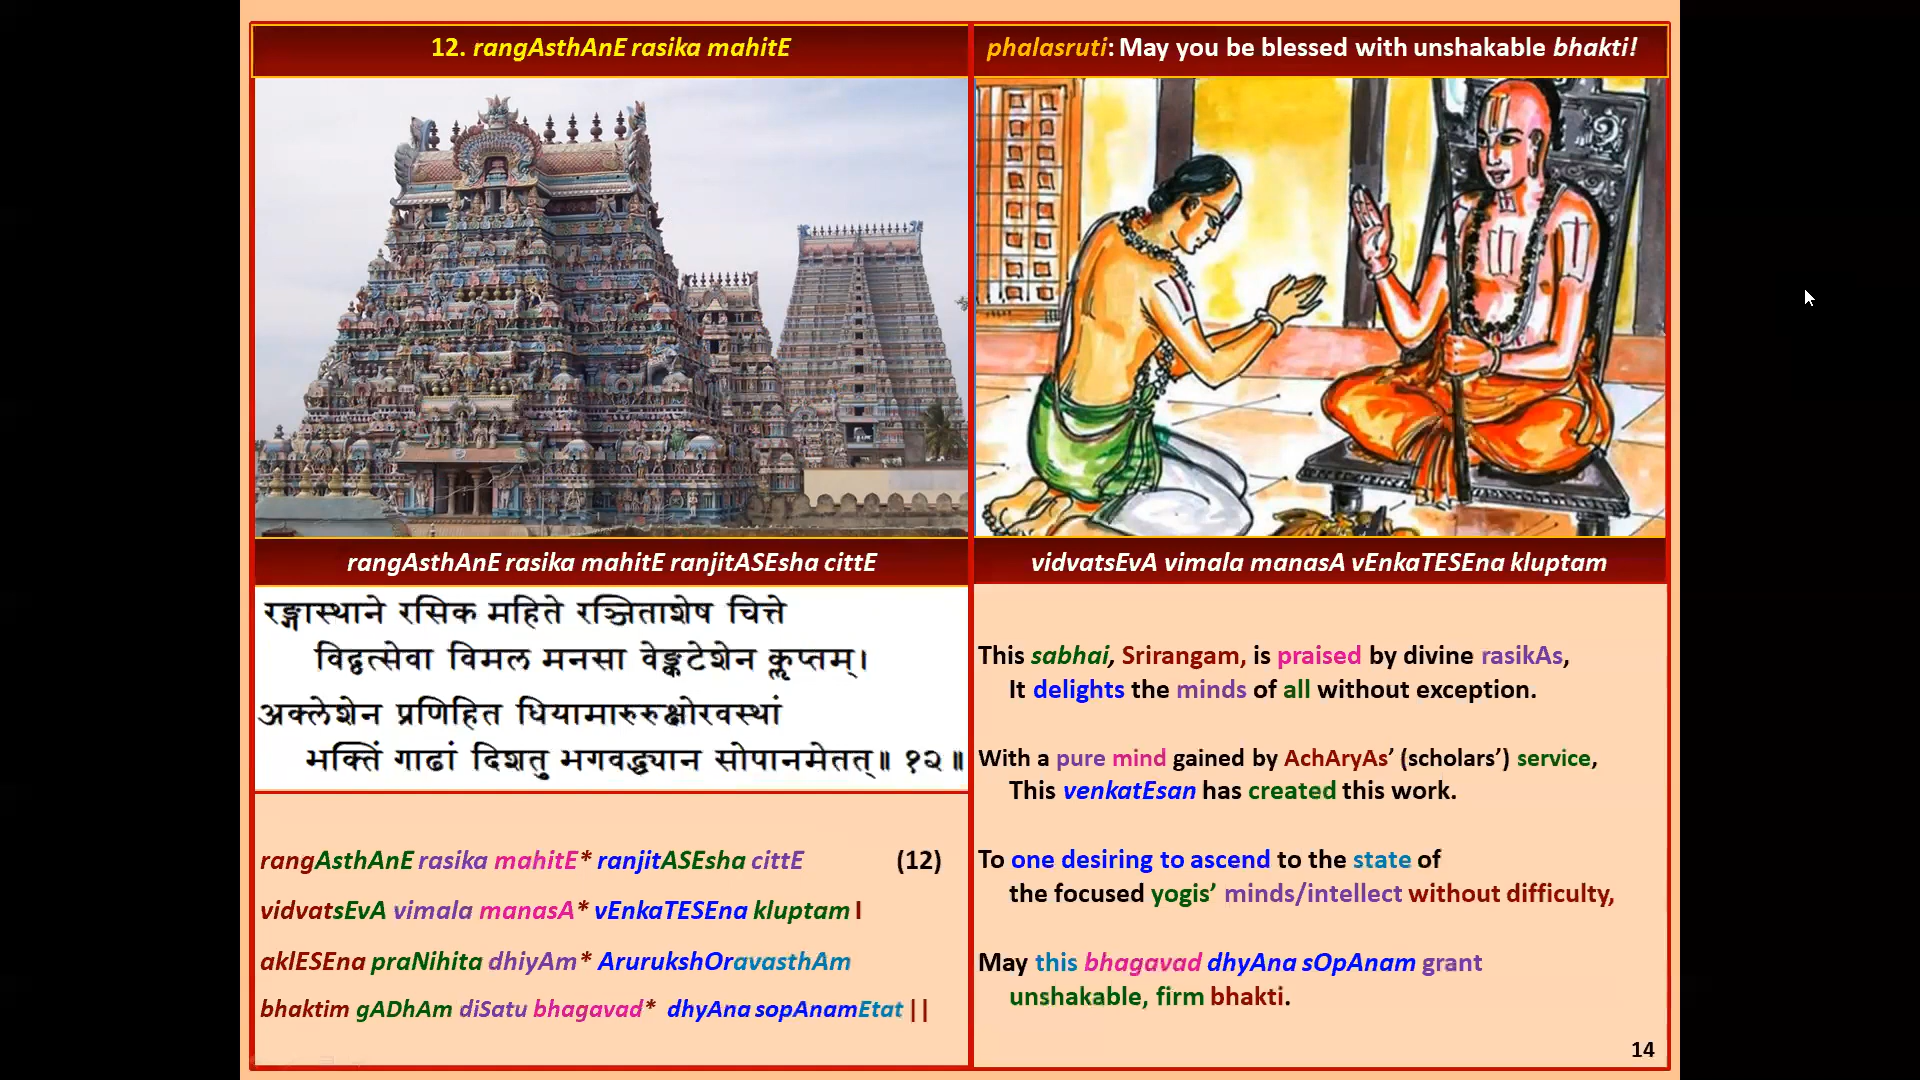 12. rangAsthAnE rasika mahitE
phalasruti: May you be blessed with unshakable bhakti!
rangAsthAnE rasika mahitE ranjitASEsha cittE
रङ्गास्थाने रसिक महिते रञ्जिताशेष चित्ते
विद्वत्सेवा विमल मनसा वेङ्कटेशेन कॢप्तम्।
अक्लेशेन प्रणिहित धियामारुरुक्षोरवस्थां
भक्तिं गाढां दिशतु भगवद्ध्यान सोपानमेतत्॥ १२॥
rangAsthAnE rasika mahitE* ranjitASEsha cittE (12)
vidvatsEvA vimala manasA* vEnkaTESEna kluptam I
aklESEna praNihita dhiyAm* ArurukshOravasthAm
bhaktim gADhAm diSatu bhagavad* dhyAna sopAnamEtat ||
vidvatsEvA vimala manasA vEnkaTESEna kluptam
This sabhai, Srirangam, is praised by divine rasikAs,
It delights the minds of all without exception.
With a pure mind gained by AchAryAs’ (scholars’) service,
This venkatEsan has created this work.
To one desiring to ascend to the state of
the focused yogis’ minds/intellect without difficulty,
May this bhagavad dhyAna sOpAnam grant
unshakable, firm bhakti.
14